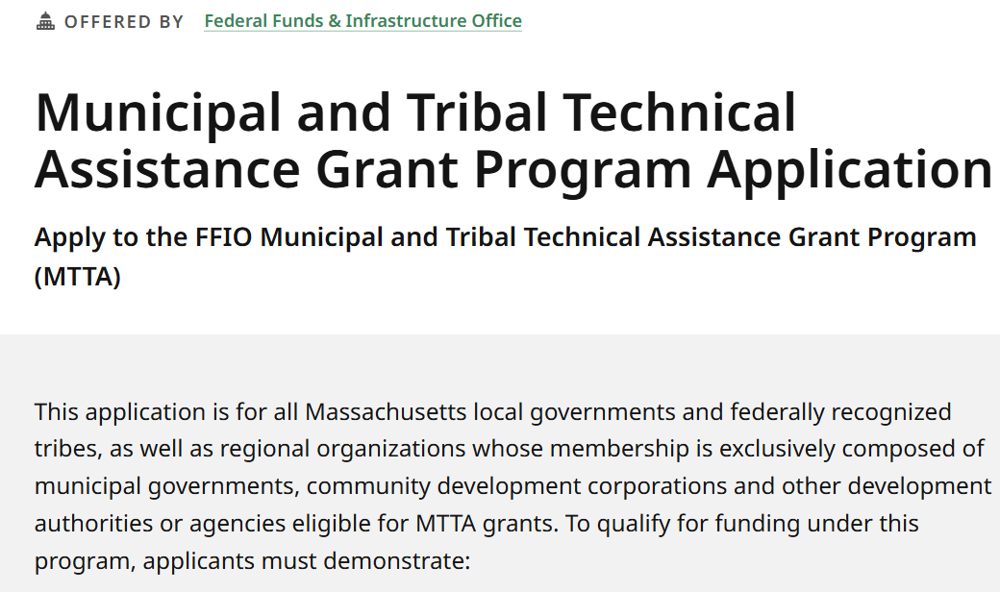 OFFERED BY Federal Funds & Infrastructure Office
Municipal and Tribal Technical
Assistance Grant Program Application
Apply to the FFIO Municipal and Tribal Technical Assistance Grant Program
(MTTA)
This application is for all Massachusetts local governments and federally recognized
tribes, as well as regional organizations whose membership is exclusively composed of
municipal governments, community development corporations and other development
authorities or agencies eligible for MTTA grants. To qualify for funding under this
program, applicants must demonstrate: